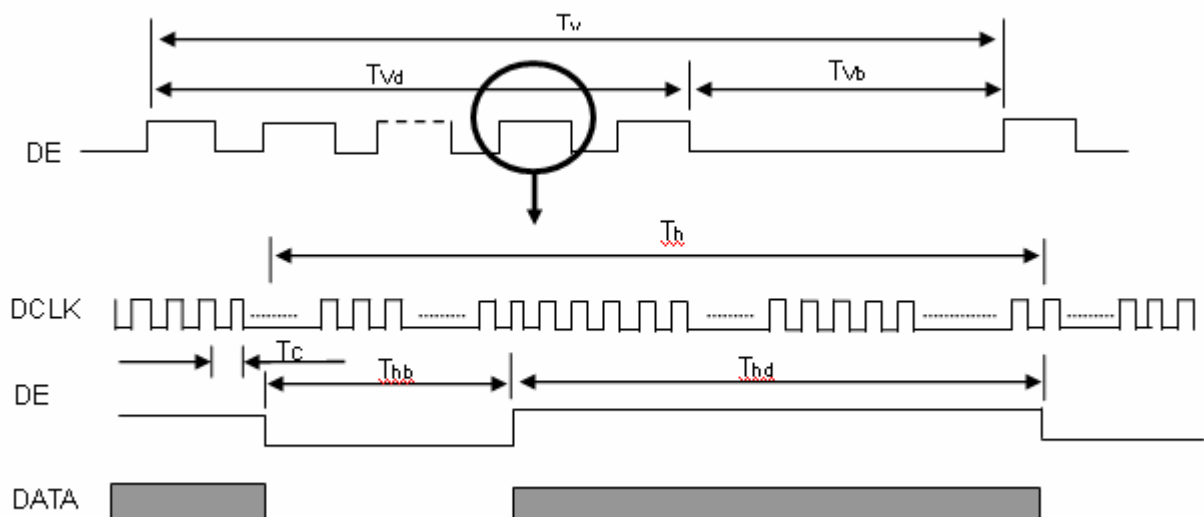 Tv
Tvd
Tvb
DE
Th
DCLK
Tc
Thb
Thd
DE
DATA